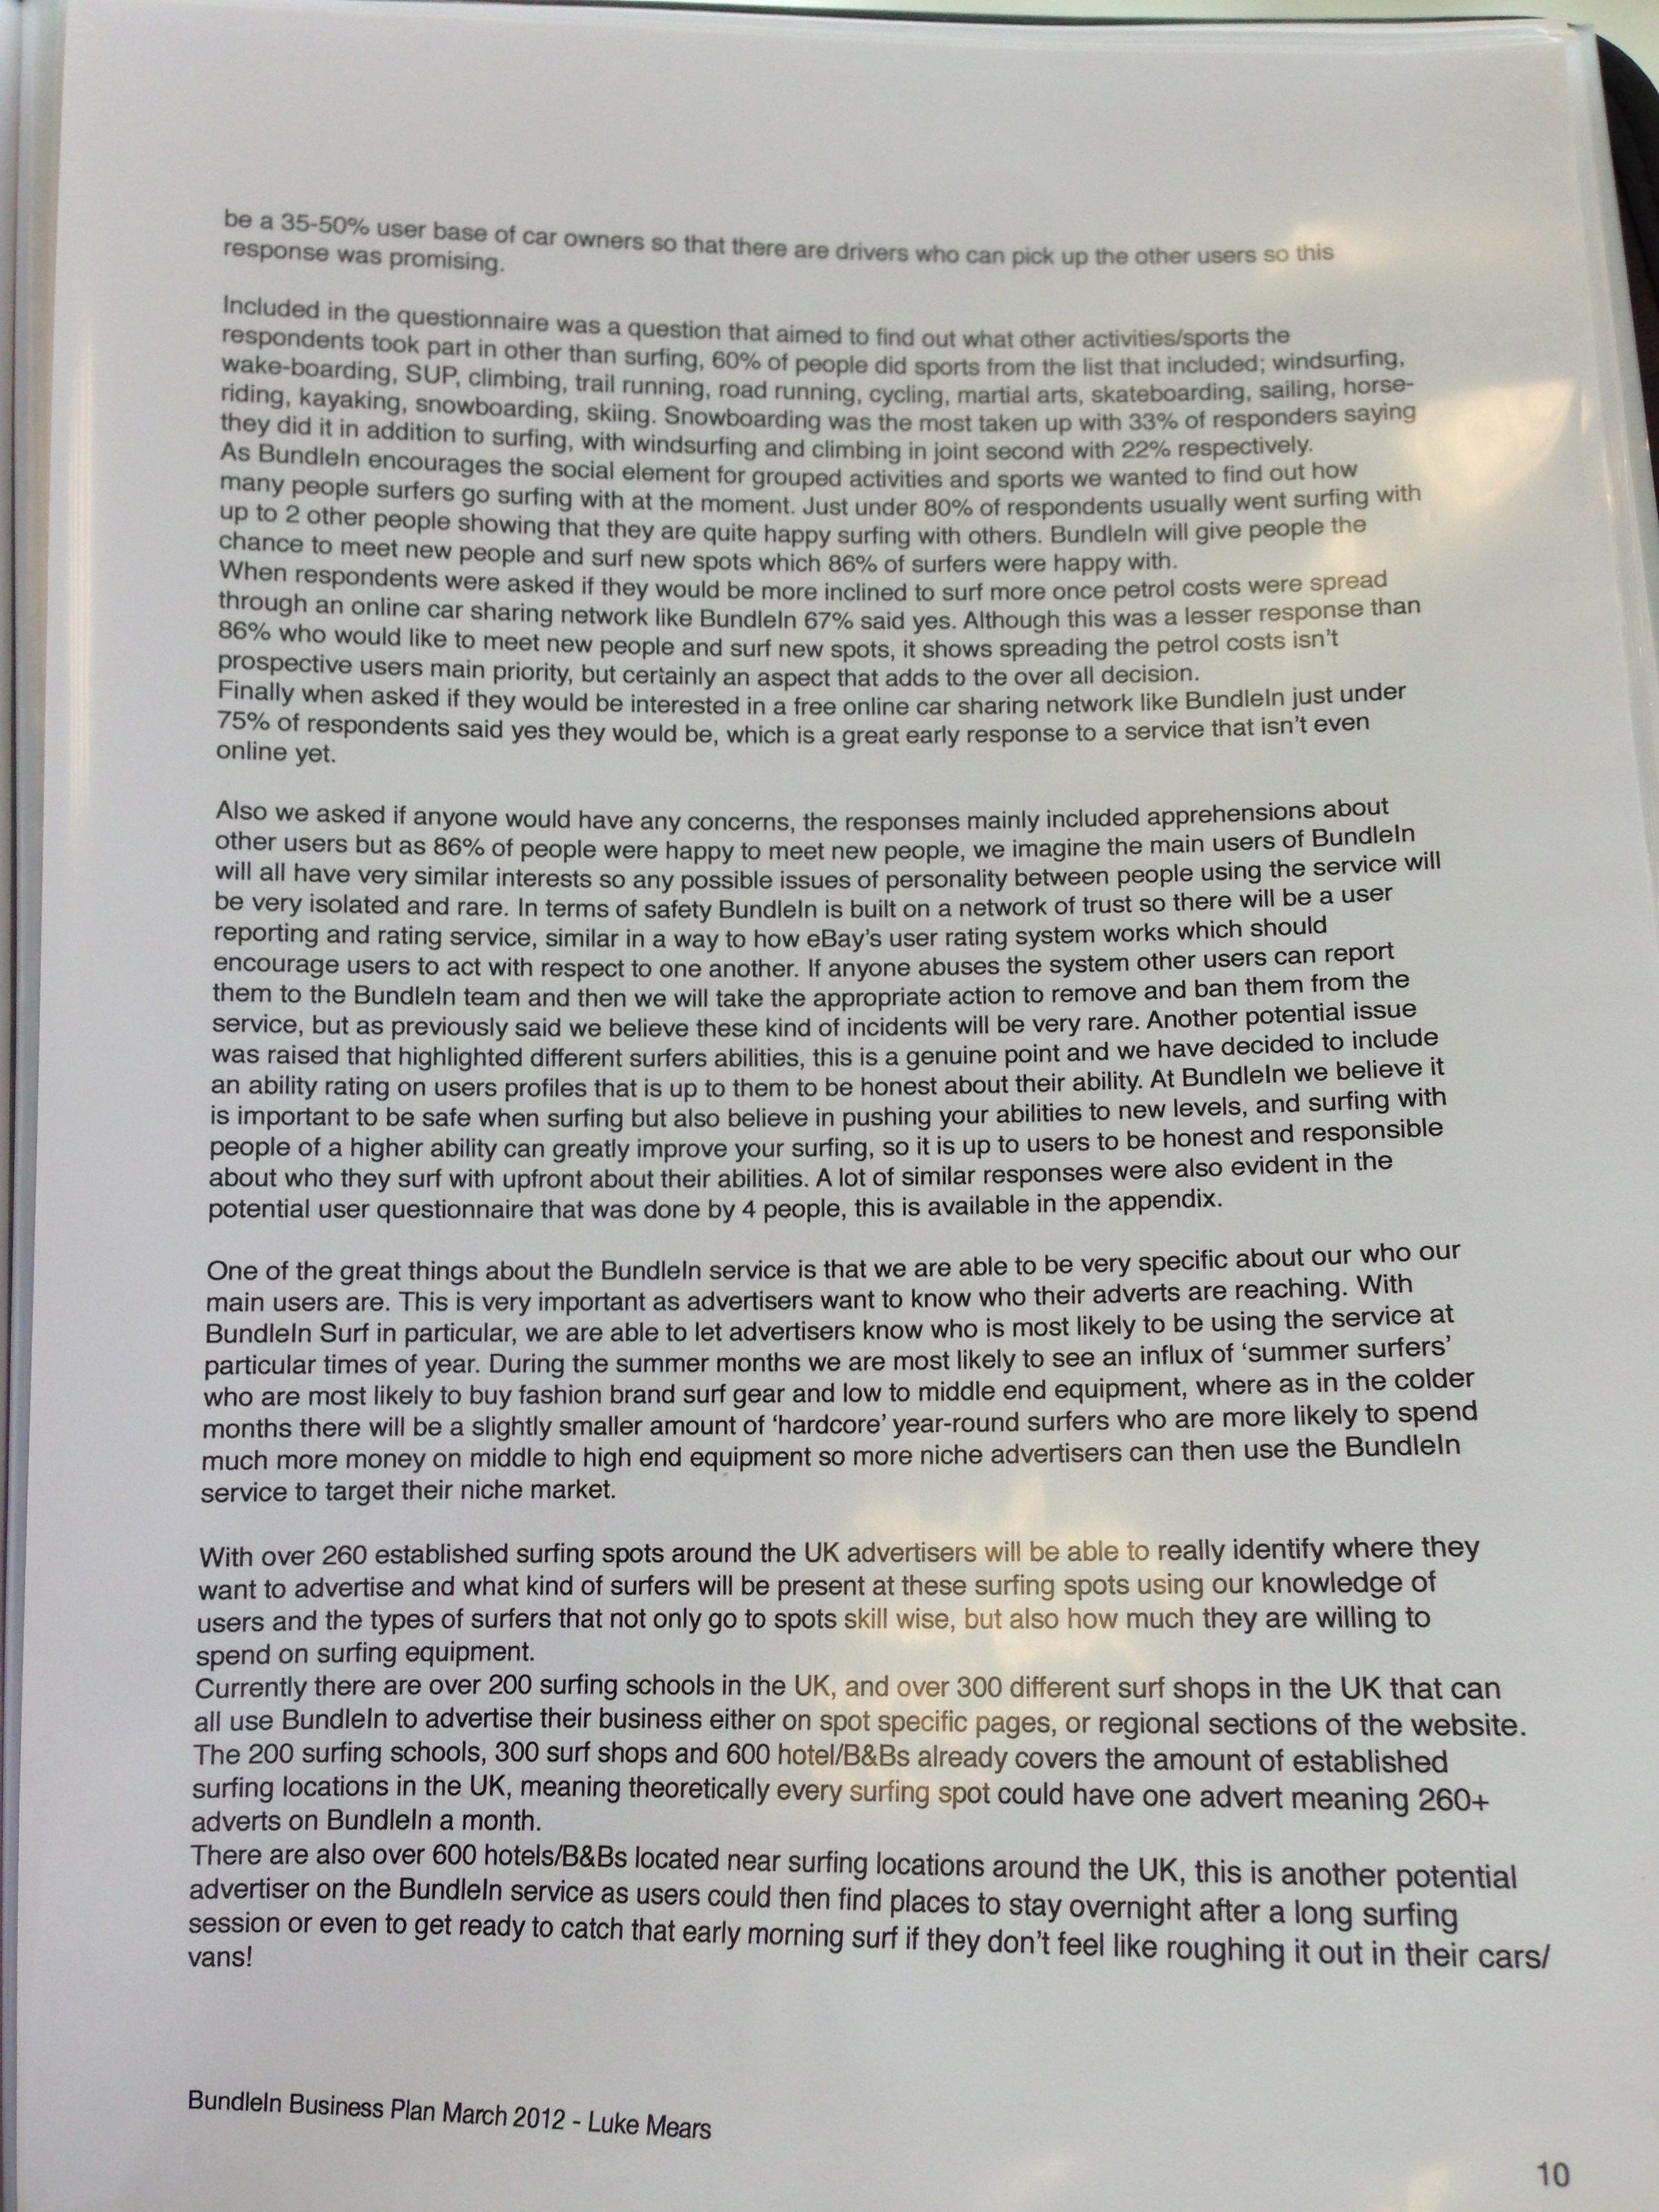 be a 35-50% user base of car owners so that there are drivers who can pick up the other users so this
response was promising.
Included in the questionnaire was a question that aimed to find out what other activities/sports the
respondents took part in other than surfing, 60% of people did sports from the list that included; windsurfing,
wake-boarding, SUP, climbing, trail running, road running, cycling, martial arts, skateboarding, sailing, horse-
riding, kayaking, snowboarding, skiing. Snowboarding was the most taken up with 33% of responders saying
they did it in addition to surfing, with windsurfing and climbing in joint second with 22% respectively.
As BundleIn encourages the social element for grouped activities and sports we wanted to find out how
many people surfers go surfing with at the moment. Just under 80% of respondents usually went surfing with
up to 2 other people showing that they are quite happy surfing with others. BundleIn will give people the
chance to meet new people and surf new spots which 86% of surfers were happy with.
When respondents were asked if they would be more inclined to surf more once petrol costs were spread
through an online car sharing network like BundleIn 67% said yes. Although this was a lesser response than
86% who would like to meet new people and surf new spots, it shows spreading the petrol costs isn't
prospective users main priority, but certainly an aspect that adds to the over all decision.
Finally when asked if they would be interested in a free online car sharing network like BundleIn just under
75% of respondents said yes they would be, which is a great early response to a service that isn't even
online yet.
Also we asked if anyone would have any concerns, the responses mainly included apprehensions about
other users but as 86% of people were happy to meet new people, we imagine the main users of BundleIn
will all have very similar interests so any possible issues of personality between people using the service will
be very isolated and rare. In terms of safety BundleIn is built on a network of trust so there will be a user
reporting and rating service, similar in a way to how eBay's user rating system works which should
encourage users to act with respect to one another. If anyone abuses the system other users can report
them to the BundleIn team and then we will take the appropriate action to remove and ban them from the
service, but as previously said we believe these kind of incidents will be very rare. Another potential issue
was raised that highlighted different surfers abilities, this is a genuine point and we have decided to include
an ability rating on users profiles that is up to them to be honest about their ability. At BundleIn we believe it
is important to be safe when surfing but also believe in pushing your abilities to new levels, and surfing with
people of a higher ability can greatly improve your surfing, so it is up to users to be honest and responsible
about who they surf with upfront about their abilities. A lot of similar responses were also evident in the
potential user questionnaire that was done by 4 people, this is available in the appendix.
One of the great things about the BundleIn service is that we are able to be very specific about our who our
main users are. This is very important as advertisers want to know who their adverts are reaching. With
BundleIn Surf in particular, we are able to let advertisers know who is most likely to be using the service at
particular times of year. During the summer months we are most likely to see an influx of 'summer surfers'
who are most likely to buy fashion brand surf gear and low to middle end equipment, where as in the colder
months there will be a slightly smaller amount of 'hardcore' year-round surfers who are more likely to spend
much more money on middle to high end equipment so more niche advertisers can then use the BundleIn
service to target their niche market.
With over 260 established surfing spots around the UK advertisers will be able to really identify where they
want to advertise and what kind of surfers will be present at these surfing spots using our knowledge of
users and the types of surfers that not only go to spots skill wise, but also how much they are willing to
spend on surfing equipment.
Currently there are over 200 surfing schools in the UK, and over 300 different surf shops in the UK that can
all use BundleIn to advertise their business either on spot specific pages, or regional sections of the website.
The 200 surfing schools, 300 surf shops and 600 hotel/B&Bs already covers the amount of established
surfing locations in the UK, meaning theoretically every surfing spot could have one advert meaning 260+
adverts on BundleIn a month.
There are also over 600 hotels/B&Bs located near surfing locations around the UK, this is another potential
advertiser on the BundleIn service as users could then find places to stay overnight after a long surfing
session or even to get ready to catch that early morning surf if they don't feel like roughing it out in their cars/
vans!
BundleIn Business Plan March 2012 - Luke Mears
10